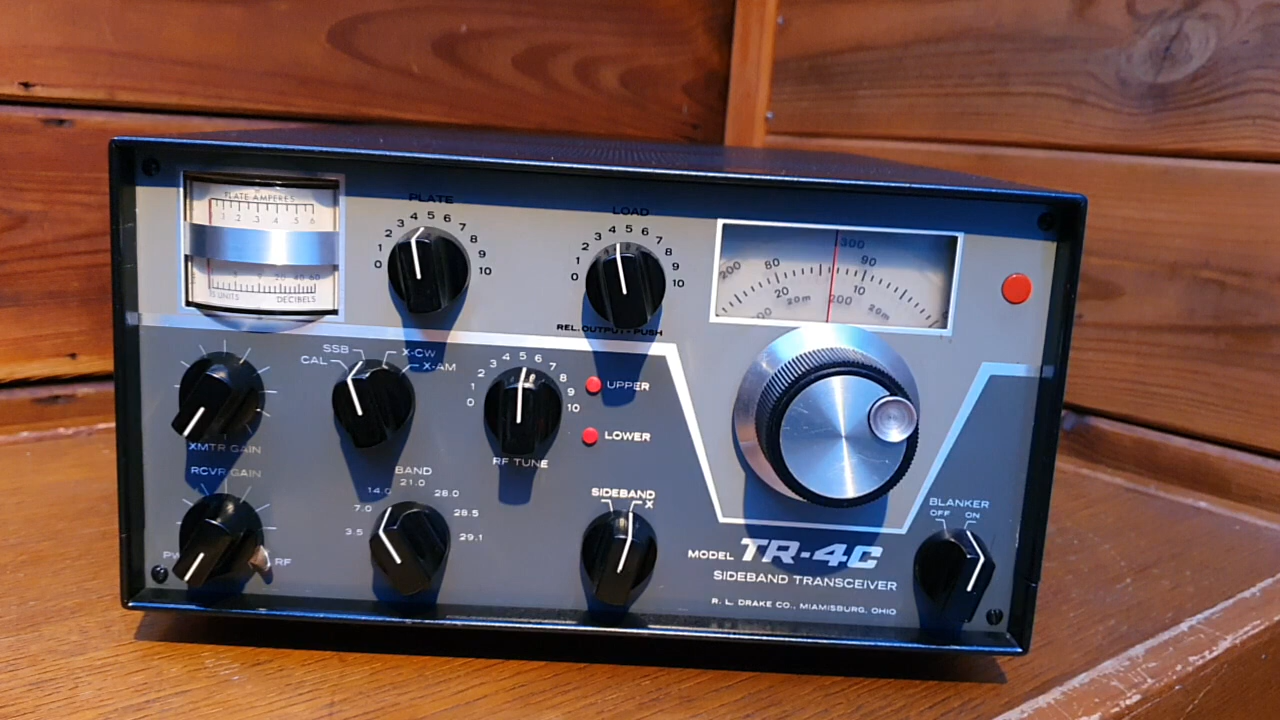 PLATE AMPERES
.1 .2 .3 .4 .5 .6
20 40 60
DECIBELS
PLATE
0 1 2 3 4 5 6 7 8 9 10
LOAD
0 1 2 3 4 5 6 7 8 9 10
REL. OUTPUT-PUSH
300
200 80 90
20 10
20m 200 20m
XMTR GAIN
CAL SSB X-CW X-AM
0 1 2 3 4 5 6 7 8 9 10
RF TUNE
UPPER
LOWER
RCVR GAIN
RF
BAND
3.5 7.0 14.0 21.0 28.0 28.5 29.1
SIDEBAND
X
MODEL TR-4C
SIDEBAND TRANSCEIVER
R. L. DRAKE CO., MIAMISBURG, OHIO
BLANKER
OFF ON